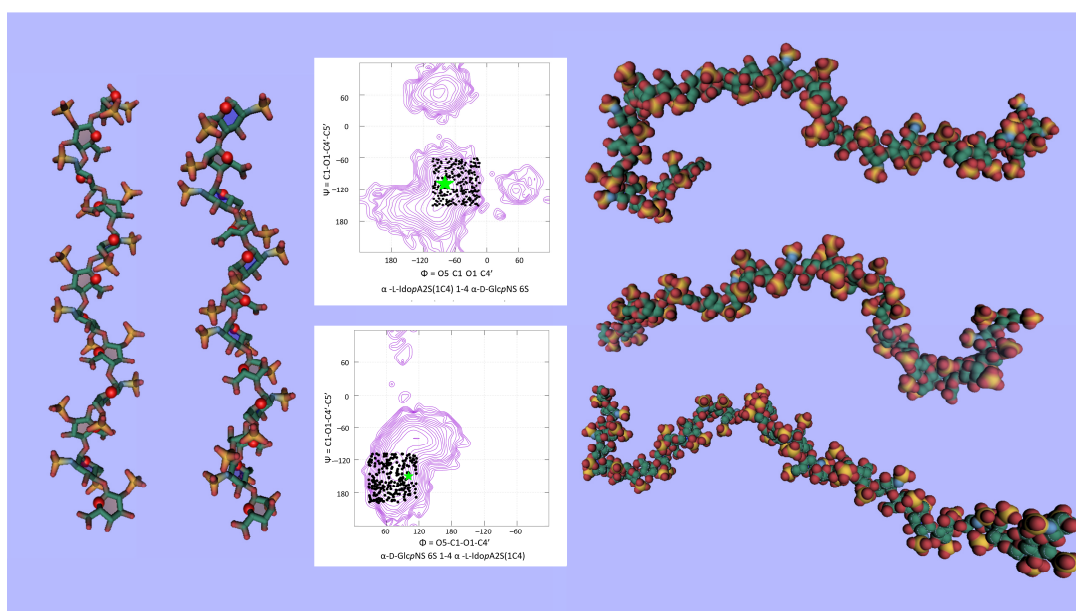 60
0
−60
−120
180
Ψ = C1-O1-C4′-C5′
180 −120 −60 0 60
Φ = O5 C1 O1 C4′
α -L-IdopA2S(1C4) 1-4 α-D-GlcpNS 6S
60
0
−60
−120
180
Ψ = C1-O1-C4′-C5′
60 120 180 −120 −60
Φ = O5-C1-O1-C4′
α-D-GlcpNS 6S 1-4 α -L-IdopA2S(1C4)